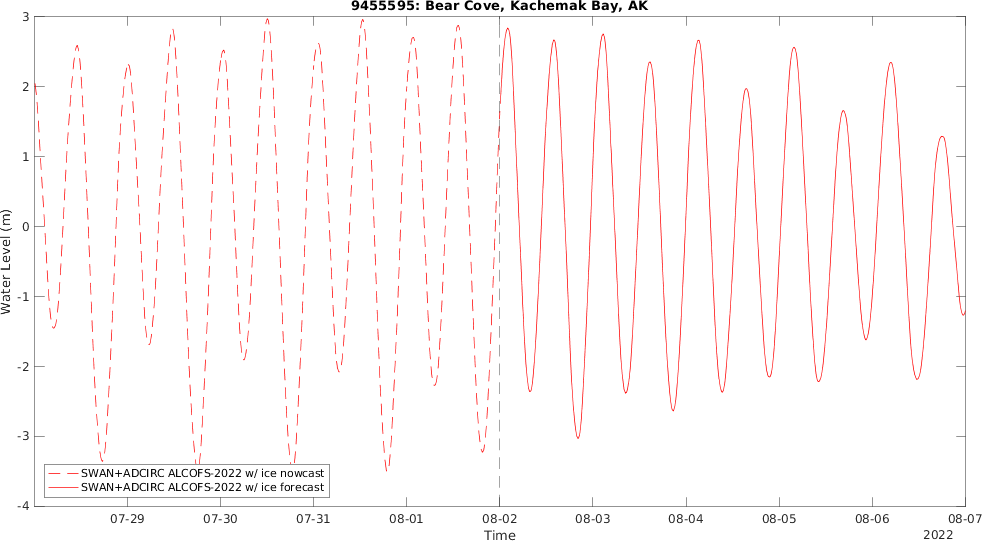 9455595: Bear Cove, Kachemak Bay, AK
3
2
1
0
-1
-2
-3
-4
Water Level (m)
SWAN+ADCIRC ALCOFS-2022 w/ ice nowcast
SWAN+ADCIRC ALCOFS-2022 w/ ice forecast
07-29 07-30 07-31 08-01 08-02 08-03 08-04 08-05 08-06 08-07
Time
2022